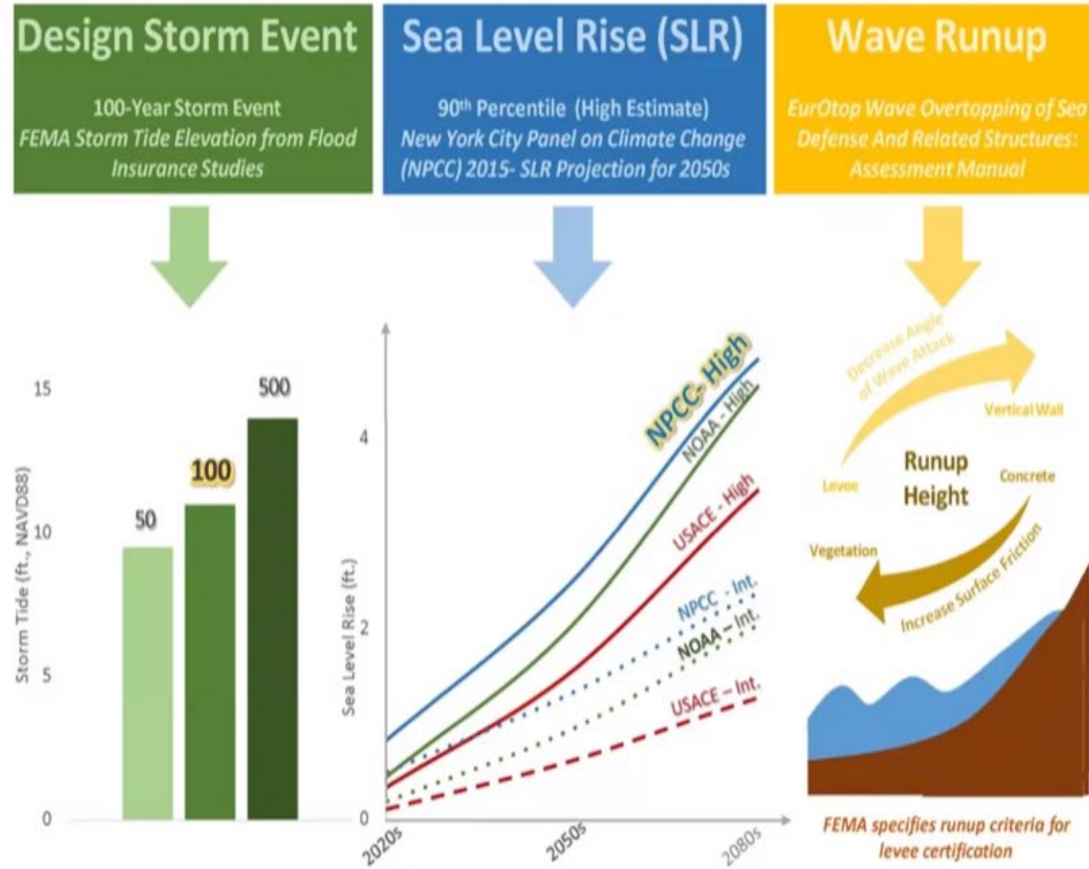 Design Storm Event
100-Year Storm Event
FEMA Storm Tide Elevation from Flood
Insurance Studies
Sea Level Rise (SLR)
90th Percentile (High Estimate)
New York City Panel on Climate Change
(NPCC) 2015- SLR Projection for 2050s
Wave Runup
EurOtop Wave Overtopping of Sea
Defense And Related Structures:
Assessment Manual
Storm Tide (ft., NAVD88)
15
10
5
0
50
100
500
Sea Level Rise (ft.)
4
2
0
2020s
2050s
2080s
NPCC- High
NOAA - High
USACE - High
NPCC - Int.
NOAA – Int.
USACE – Int.
Decrease Angle
of Wave Attack
Vertical Wall
Levee
Runup
Height
Concrete
Vegetation
Increase Surface Friction
FEMA specifies runup criteria for
levee certification